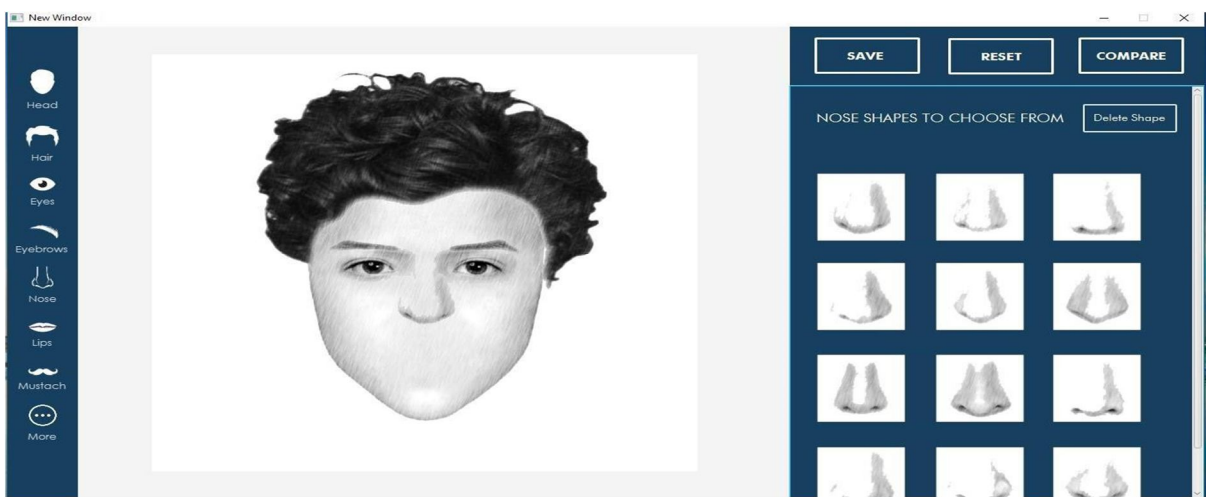 New Window
Head
Hair
Eyes
Eyebrows
Nose
Lips
Mustach
More
SAVE
RESET
COMPARE
NOSE SHAPES TO CHOOSE FROM
Delete Shape